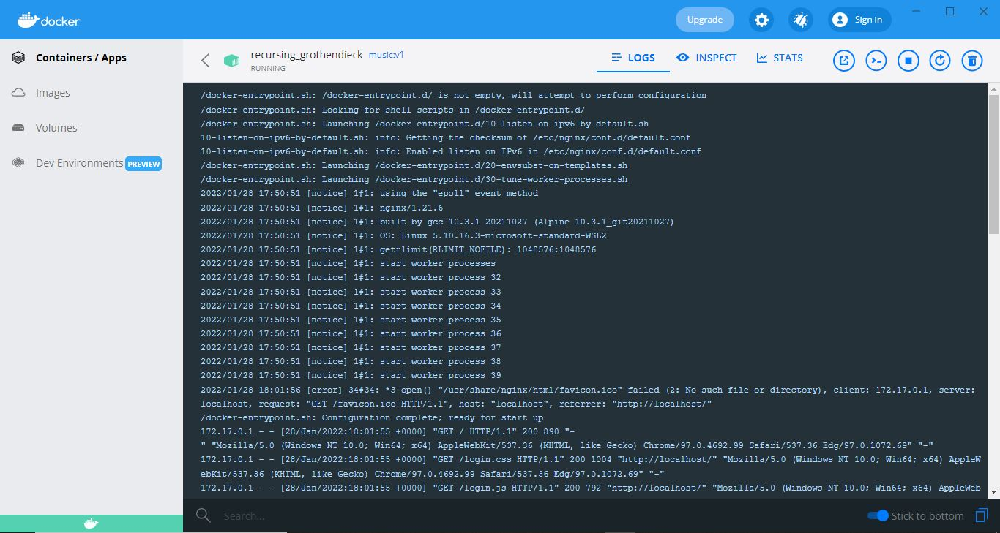 docker
Upgrade
Sign in
Containers / Apps
Images
Volumes
Dev Environments PREVIEW
recursing_grothendieck music:v1
RUNNING
LOGS
INSPECT
STATS
/docker-entrypoint.sh: /docker-entrypoint.d/ is not empty, will attempt to perform configuration
/docker-entrypoint.sh: Looking for shell scripts in /docker-entrypoint.d/
/docker-entrypoint.sh: Launching /docker-entrypoint.d/10-listen-on-ipv6-by-default.sh
10-listen-on-ipv6-by-default.sh: info: Getting the checksum of /etc/nginx/conf.d/default.conf
10-listen-on-ipv6-by-default.sh: info: Enabled listen on IPv6 in /etc/nginx/conf.d/default.conf
/docker-entrypoint.sh: Launching /docker-entrypoint.d/20-envsubst-on-templates.sh
/docker-entrypoint.sh: Launching /docker-entrypoint.d/30-tune-worker-processes.sh
2022/01/28 17:50:51 [notice] 1#1: using the "epoll" event method
2022/01/28 17:50:51 [notice] 1#1: nginx/1.21.6
2022/01/28 17:50:51 [notice] 1#1: built by gcc 10.3.1 20211027 (Alpine 10.3.1_git20211027)
2022/01/28 17:50:51 [notice] 1#1: OS: Linux 5.10.16.3-microsoft-standard-WSL2
2022/01/28 17:50:51 [notice] 1#1: getrlimit(RLIMIT_NOFILE): 1048576:1048576
2022/01/28 17:50:51 [notice] 1#1: start worker processes
2022/01/28 17:50:51 [notice] 1#1: start worker process 32
2022/01/28 17:50:51 [notice] 1#1: start worker process 33
2022/01/28 17:50:51 [notice] 1#1: start worker process 34
2022/01/28 17:50:51 [notice] 1#1: start worker process 35
2022/01/28 17:50:51 [notice] 1#1: start worker process 36
2022/01/28 17:50:51 [notice] 1#1: start worker process 37
2022/01/28 17:50:51 [notice] 1#1: start worker process 38
2022/01/28 17:50:51 [notice] 1#1: start worker process 39
2022/01/28 18:01:56 [error] 34#34: *3 open() "/usr/share/nginx/html/favicon.ico" failed (2: No such file or directory), client: 172.17.0.1, server:
localhost, request: "GET /favicon.ico HTTP/1.1", host: "localhost", referrer: "http://localhost/"
/docker-entrypoint.sh: Configuration complete; ready for start up
172.17.0.1 - - [28/Jan/2022:18:01:55 +0000] "GET / HTTP/1.1" 200 890 "-
" "Mozilla/5.0 (Windows NT 10.0; Win64; x64) AppleWebKit/537.36 (KHTML, like Gecko) Chrome/97.0.4692.99 Safari/537.36 Edg/97.0.1072.69" "-"
172.17.0.1 - - [28/Jan/2022:18:01:55 +0000] "GET /login.css HTTP/1.1" 200 1004 "http://localhost/" "Mozilla/5.0 (Windows NT 10.0; Win64; x64) AppleW
ebKit/537.36 (KHTML, like Gecko) Chrome/97.0.4692.99 Safari/537.36 Edg/97.0.1072.69" "-"
172.17.0.1 - - [28/Jan/2022:18:01:55 +0000] "GET /login.js HTTP/1.1" 200 792 "http://localhost/" "Mozilla/5.0 (Windows NT 10.0; Win64; x64) AppleWeb
Search...
Stick to bottom